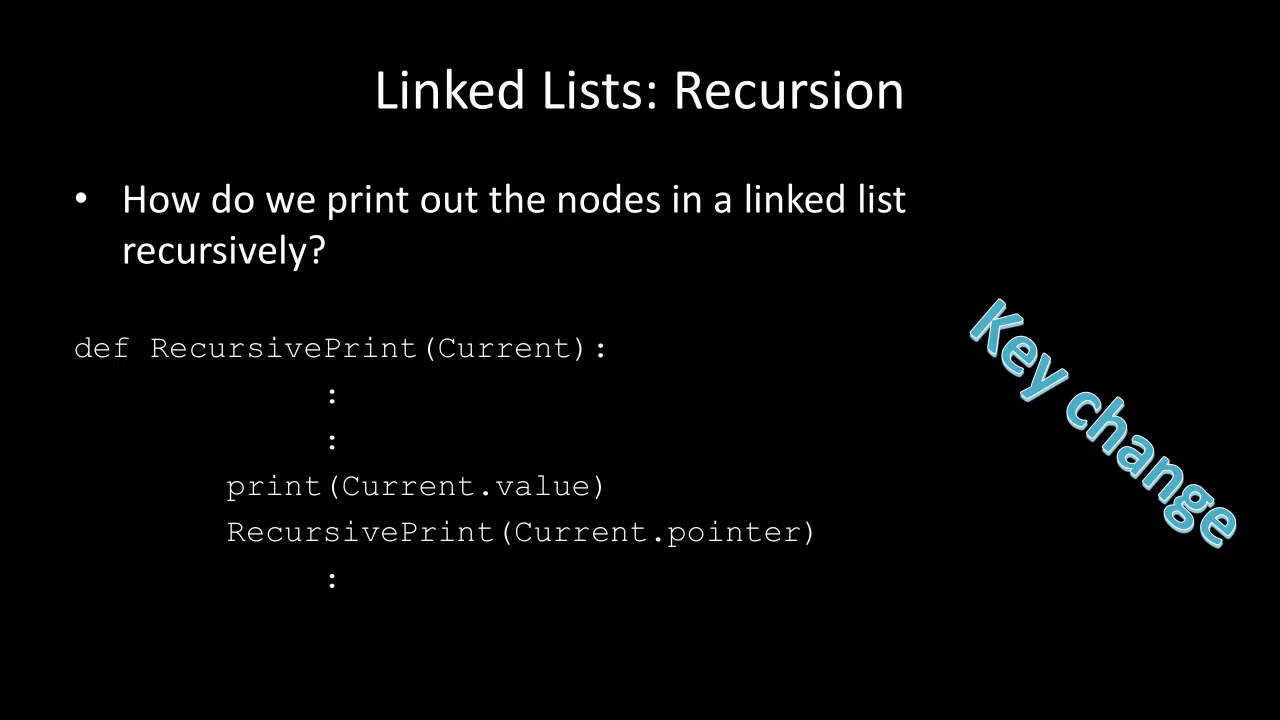 Linked Lists: Recursion
• How do we print out the nodes in a linked list
recursively?
def RecursivePrint(Current):
:
:
print(Current.value)
RecursivePrint(Current.pointer)
:
Key change